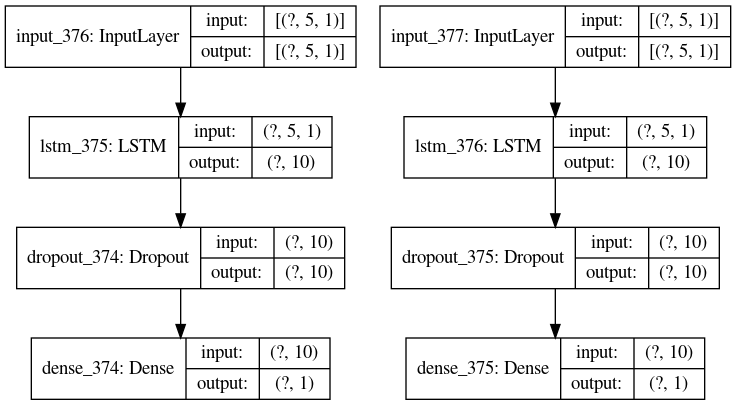 input_376: InputLayer
input:
[(?, 5, 1)]
output:
[(?, 5, 1)]
input_377: InputLayer
input:
[(?, 5, 1)]
output:
[(?, 5, 1)]
lstm_375: LSTM
input:
(?, 5, 1)
output:
(?, 10)
lstm_376: LSTM
input:
(?, 5, 1)
output:
(?, 10)
dropout_374: Dropout
input:
(?, 10)
output:
(?, 10)
dropout_375: Dropout
input:
(?, 10)
output:
(?, 10)
dense_374: Dense
input:
(?, 10)
output:
(?, 1)
dense_375: Dense
input:
(?, 10)
output:
(?, 1)